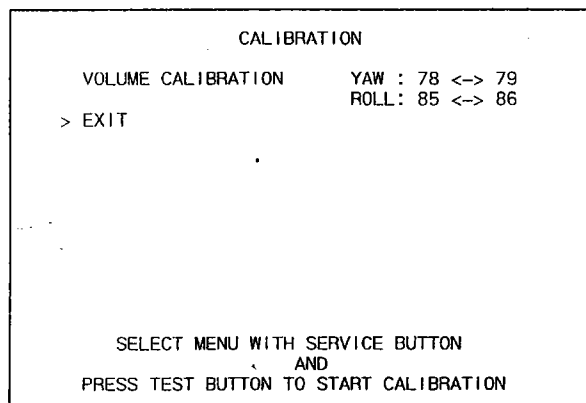 CALIBRATION
VOLUME CALIBRATION YAW : 78 <-> 79
ROLL: 85 <-> 86
> EXIT
SELECT MENU WITH SERVICE BUTTON
AND
PRESS TEST BUTTON TO START CALIBRATION